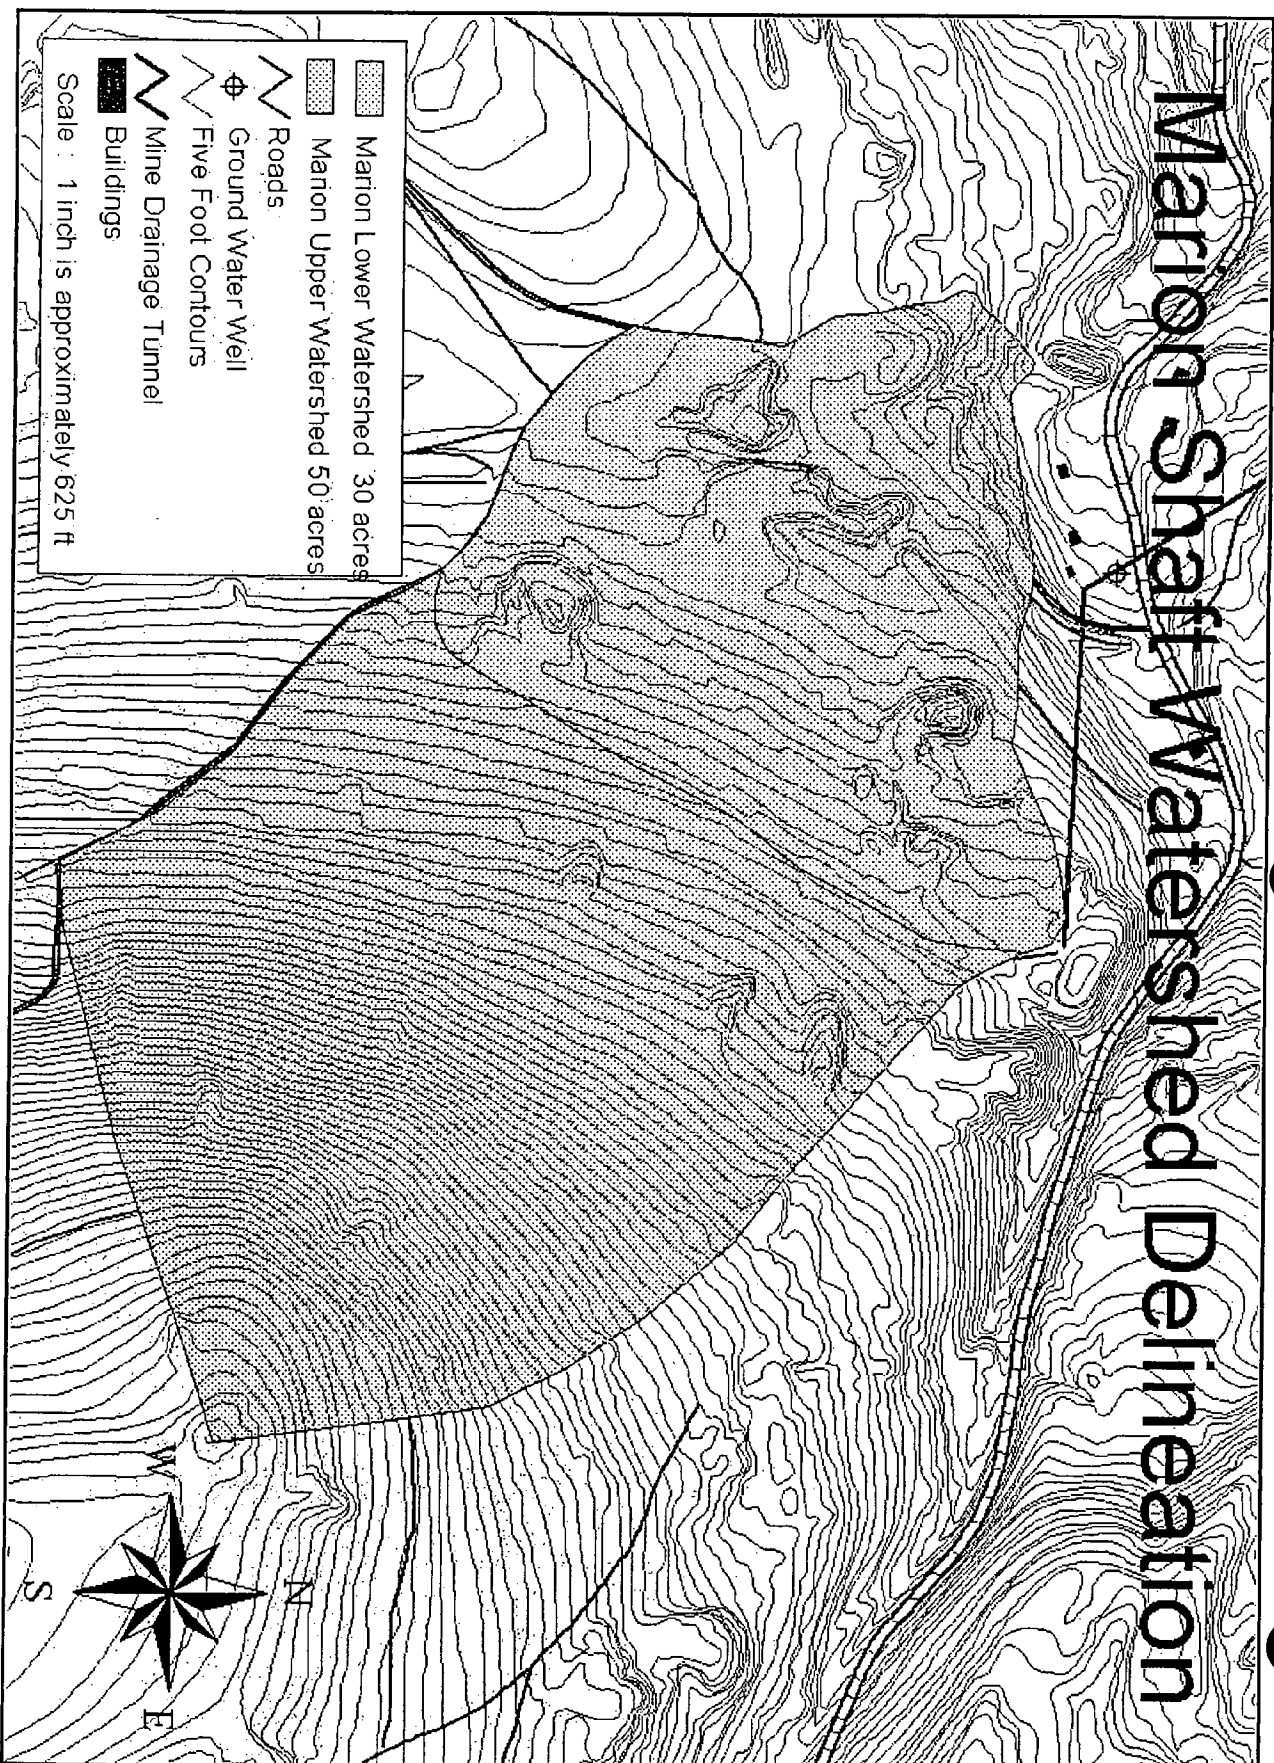 Marion Shaft Watershed Delineation
Marion Lower Watershed 30 acres
Marion Upper Watershed 50 acres
Roads
Ground Water Well
Five Foot Contours
Mine Drainage Tunnel
Buildings
Scale : 1 inch is approximately 625 ft
N
W
E
S